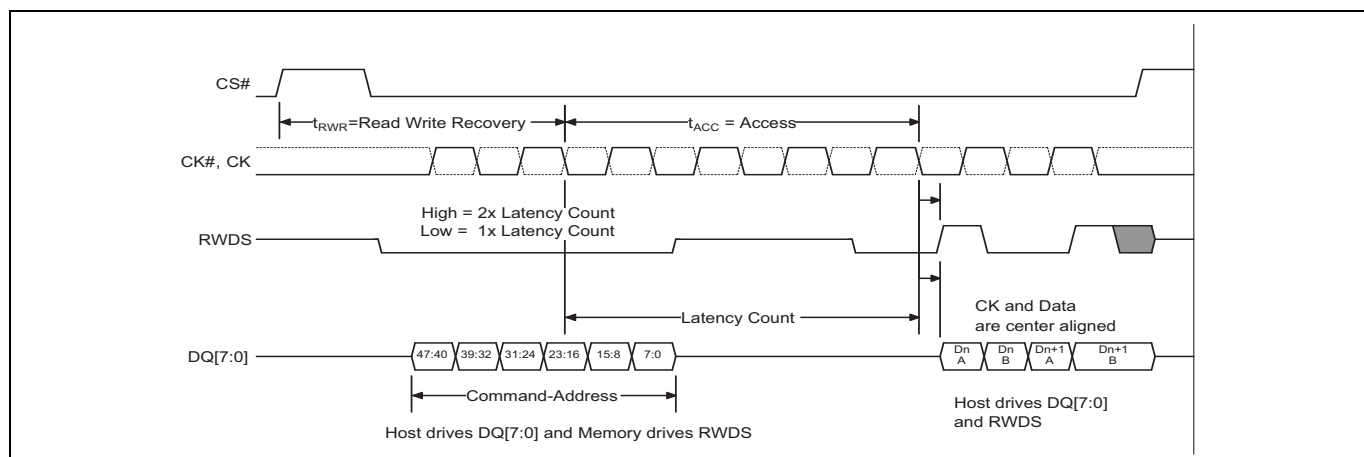 CS#
tRWR=Read Write Recovery
tACC = Access
CK#, CK
High = 2x Latency Count
Low = 1x Latency Count
RWDS
Latency Count
CK and Data
are center aligned
DQ[7:0]
47:40 39:32 31:24 23:16 15:8 7:0
Dn A
Dn B
Dn+1 A
Dn+1 B
Command-Address
Host drives DQ[7:0] and Memory drives RWDS
Host drives DQ[7:0]
and RWDS